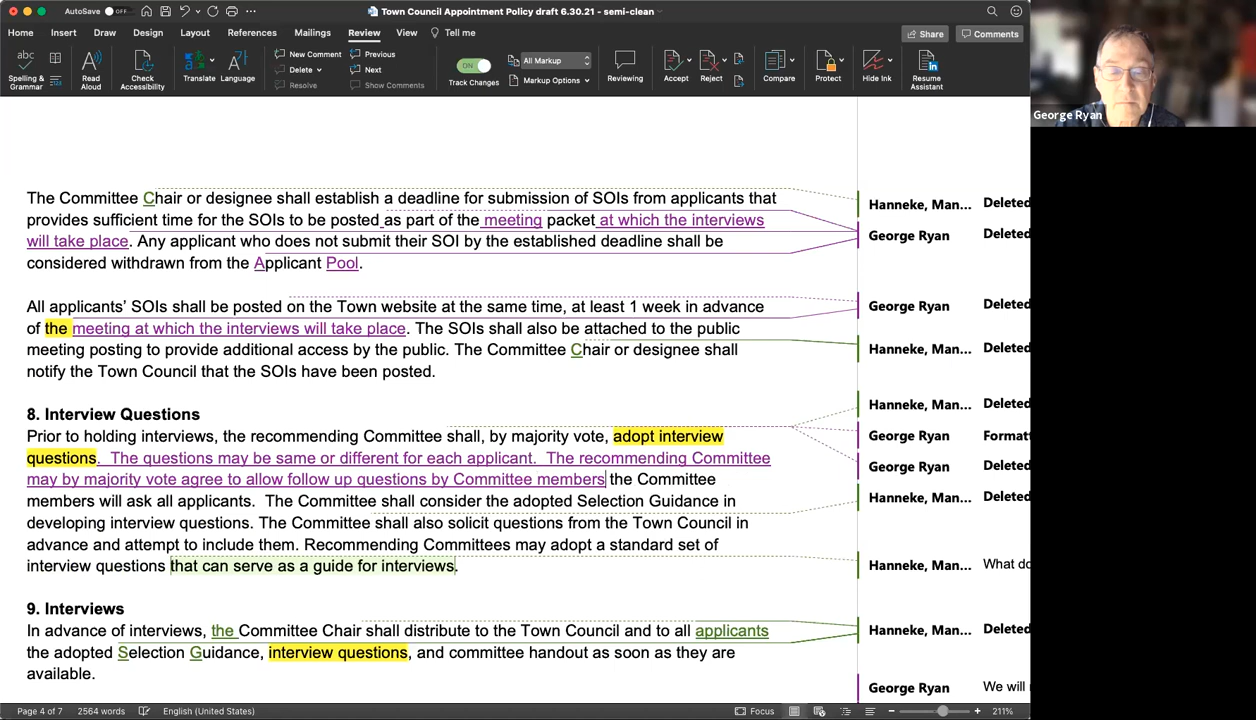 AutoSave OFF
Town Council Appointment Policy draft 6.30.21 - semi-clean
Home Insert Draw Design Layout References Mailings Review View Tell me
Share Comments
abc
Spelling & Grammar
Read Aloud
Check Accessibility
Translate
Language
New Comment
Delete
Resolve
Previous
Next
Show Comments
ON
Track Changes
All Markup
Markup Options
Reviewing
Accept
Reject
Compare
Protect
Hide Ink
Resume Assistant
George Ryan
The Committee Chair or designee shall establish a deadline for submission of SOIs from applicants that
provides sufficient time for the SOIs to be posted as part of the meeting packet at which the interviews
will take place. Any applicant who does not submit their SOI by the established deadline shall be
considered withdrawn from the Applicant Pool.
Hanneke, Man... Deleted
George Ryan Deleted
All applicants' SOIs shall be posted on the Town website at the same time, at least 1 week in advance
of the meeting at which the interviews will take place. The SOIs shall also be attached to the public
meeting posting to provide additional access by the public. The Committee Chair or designee shall
notify the Town Council that the SOIs have been posted.
George Ryan Deleted
Hanneke, Man... Deleted
8. Interview Questions
Prior to holding interviews, the recommending Committee shall, by majority vote, adopt interview
questions. The questions may be same or different for each applicant. The recommending Committee
may by majority vote agree to allow follow up questions by Committee members the Committee
members will ask all applicants. The Committee shall consider the adopted Selection Guidance in
developing interview questions. The Committee shall also solicit questions from the Town Council in
advance and attempt to include them. Recommending Committees may adopt a standard set of
interview questions that can serve as a guide for interviews.
Hanneke, Man... Deleted
George Ryan Formatt
George Ryan Deleted
Hanneke, Man... Deleted
Hanneke, Man... What do
9. Interviews
In advance of interviews, the Committee Chair shall distribute to the Town Council and to all applicants
the adopted Selection Guidance, interview questions, and committee handout as soon as they are
available.
Hanneke, Man... Deleted
George Ryan We will
Page 4 of 7 2564 words English (United States) Focus 211%